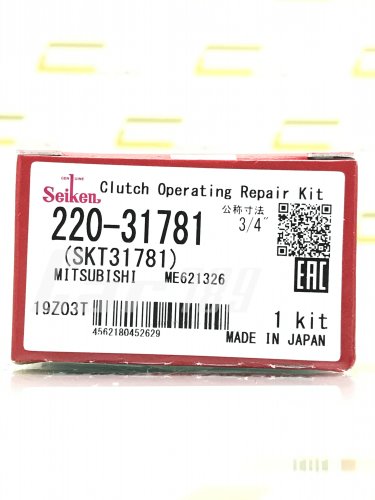 GENUINE
Seiken
Clutch Operating Repair Kit
220-31781
公称寸法
3/4"
(SKT31781)
MITSUBISHI ME621326
EAC
19Z03T
4562180452629
1 kit
MADE IN JAPAN